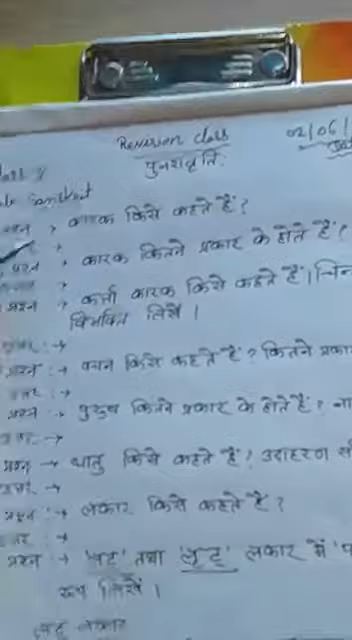 Revision class 02/06/
पुनरावृत्ति
Sanskrit
प्रश्न → कारक किसे कहते हैं?
प्रश्न → कारक कितने प्रकार के होते हैं?
प्रश्न → कर्ता कारक किसे कहते हैं। चिन
विभक्ति लिखें।
उत्तर :→
प्रश्न :→ वचन किसे कहते हैं? कितने प्रका
उत्तर :→
प्रश्न :→ पुरुष कितने प्रकार के होते हैं? ना
उत्तर :→
प्रश्न → धातु किसे कहते हैं? उदाहरण स
उत्तर :→
प्रश्न :→ लकार किसे कहते हैं?
उत्तर :→
प्रश्न :→ 'लट्' तथा 'लृट्' लकार में 'प
रूप लिखें।
लट् लकार